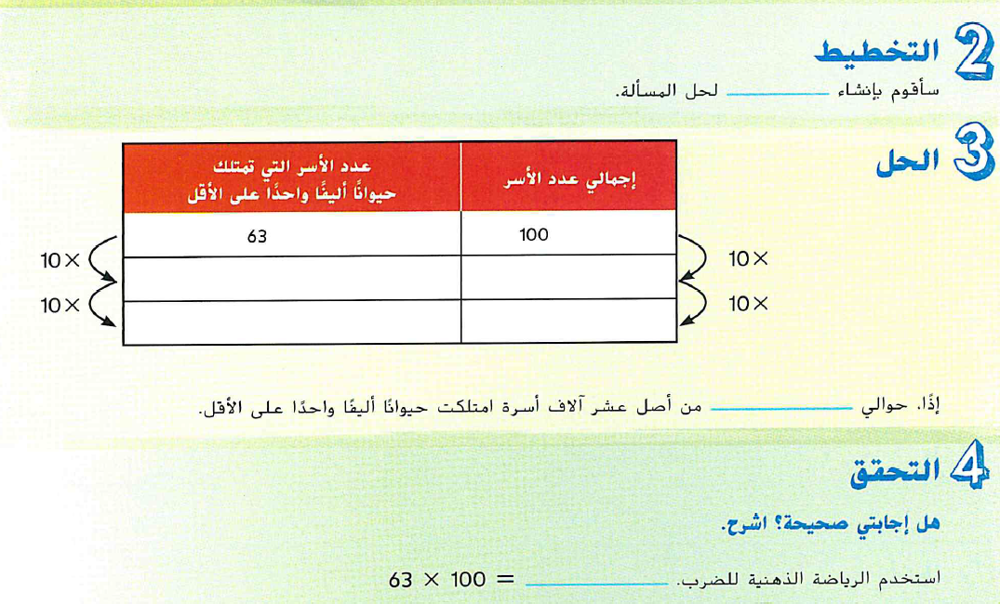 2 التخطيط
سأقوم بإنشاء ________ لحل المسألة.
3 الحل
إجمالي عدد الأسر
عدد الأسر التي تمتلك
حيوانًا أليفًا واحدًا على الأقل
100
63
10×
10×
10×
10×
إذًا، حوالي ________ من أصل عشر آلاف أسرة امتلكت حيوانًا أليفًا واحدًا على الأقل.
4 التحقق
هل إجابتي صحيحة؟ اشرح.
استخدم الرياضة الذهنية للضرب. ________ = 63 × 100